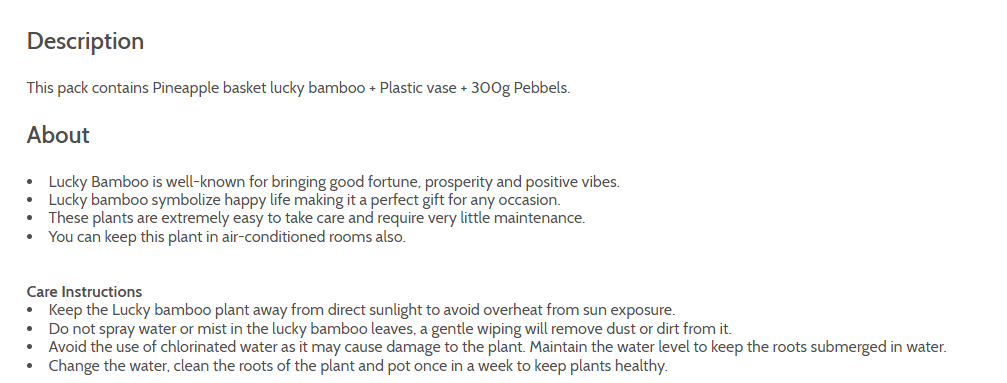 Description
This pack contains Pineapple basket lucky bamboo + Plastic vase + 300g Pebbels.
About
• Lucky Bamboo is well-known for bringing good fortune, prosperity and positive vibes.
• Lucky bamboo symbolize happy life making it a perfect gift for any occasion.
• These plants are extremely easy to take care and require very little maintenance.
• You can keep this plant in air-conditioned rooms also.
Care Instructions
• Keep the Lucky bamboo plant away from direct sunlight to avoid overheat from sun exposure.
• Do not spray water or mist in the lucky bamboo leaves, a gentle wiping will remove dust or dirt from it.
• Avoid the use of chlorinated water as it may cause damage to the plant. Maintain the water level to keep the roots submerged in water.
• Change the water, clean the roots of the plant and pot once in a week to keep plants healthy.